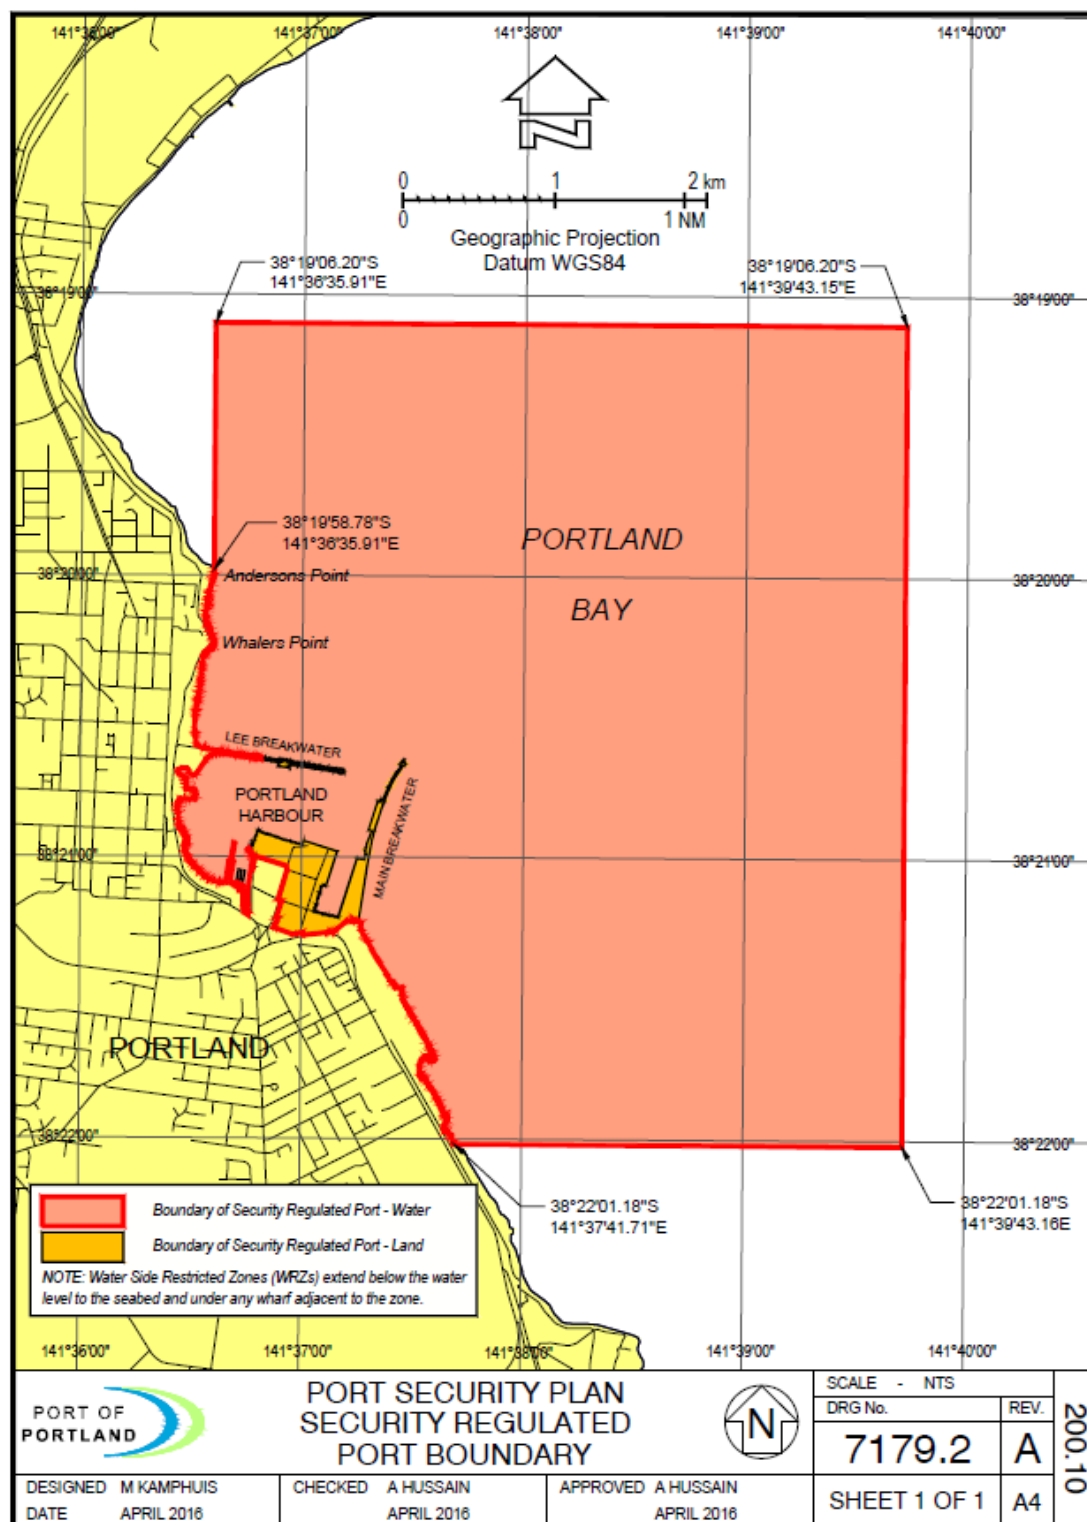 141°36'00" 141°37'00" 141°38'00" 141°39'00" 141°40'00"
N
0 1 2 km
0 1 NM
Geographic Projection
Datum WGS84
38°19'06.20"S
141°36'35.91"E
38°19'06.20"S
141°39'43.15"E
38°19'00"
38°19'00"
38°19'58.78"S
141°36'35.91"E
PORTLAND
BAY
38°20'00"
38°20'00"
Andersons Point
Whalers Point
LEE BREAKWATER
PORTLAND
HARBOUR
MAIN BREAKWATER
38°21'00"
38°21'00"
PORTLAND
38°22'00"
38°22'00"
38°22'01.18"S
141°37'41.71"E
38°22'01.18"S
141°39'43.16E
Boundary of Security Regulated Port - Water
Boundary of Security Regulated Port - Land
NOTE: Water Side Restricted Zones (WRZs) extend below the water
level to the seabed and under any wharf adjacent to the zone.
141°36'00" 141°37'00" 141°38'00" 141°39'00" 141°40'00"
PORT OF
PORTLAND
PORT SECURITY PLAN
SECURITY REGULATED
PORT BOUNDARY
N
SCALE - NTS
DRG No. REV.
7179.2 A
SHEET 1 OF 1 A4
200.10
DESIGNED M KAMPHUIS CHECKED A HUSSAIN APPROVED A HUSSAIN
DATE APRIL 2016 APRIL 2016 APRIL 2016